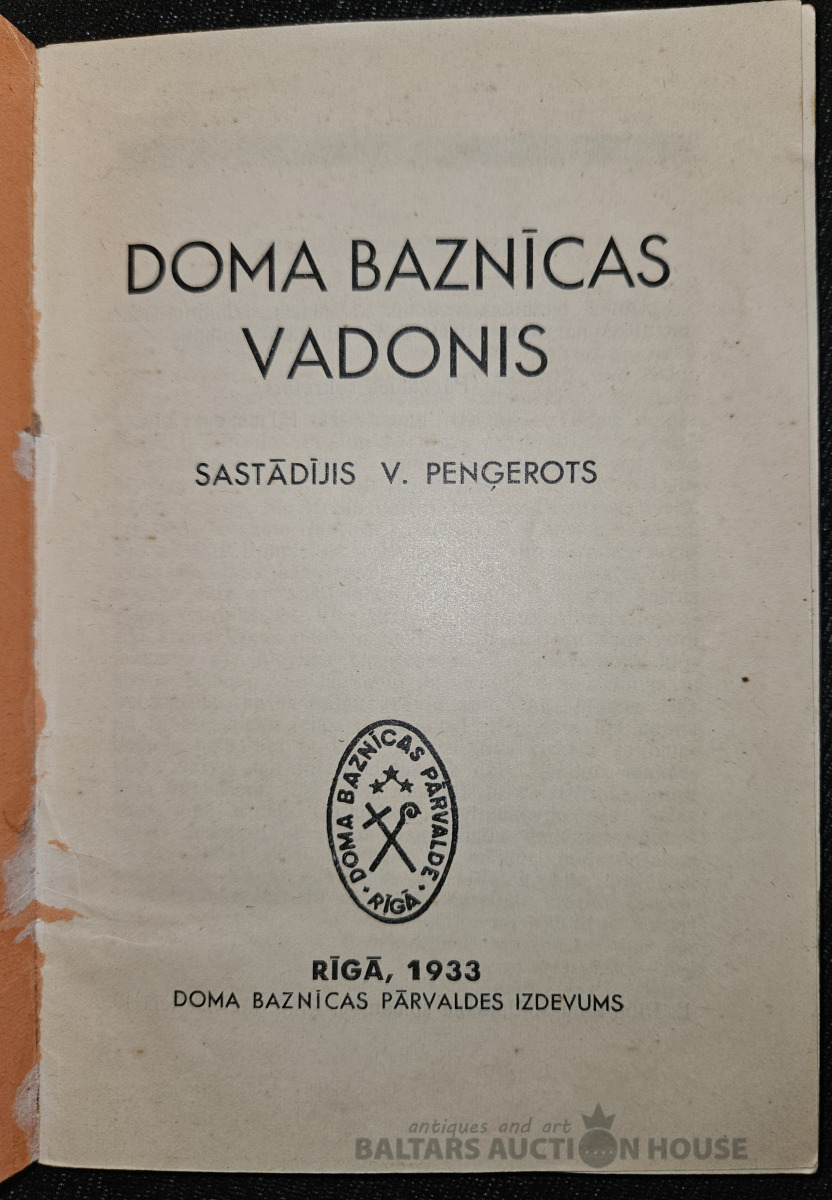 DOMA BAZNĪCAS
VADONIS
SASTĀDĪJIS V. PENĢEROTS
DOMA BAZNĪCAS PĀRVALDE
RĪGĀ
RĪGĀ, 1933
DOMA BAZNĪCAS PĀRVALDES IZDEVUMS
antiques and art
BALTARS AUCTION HOUSE